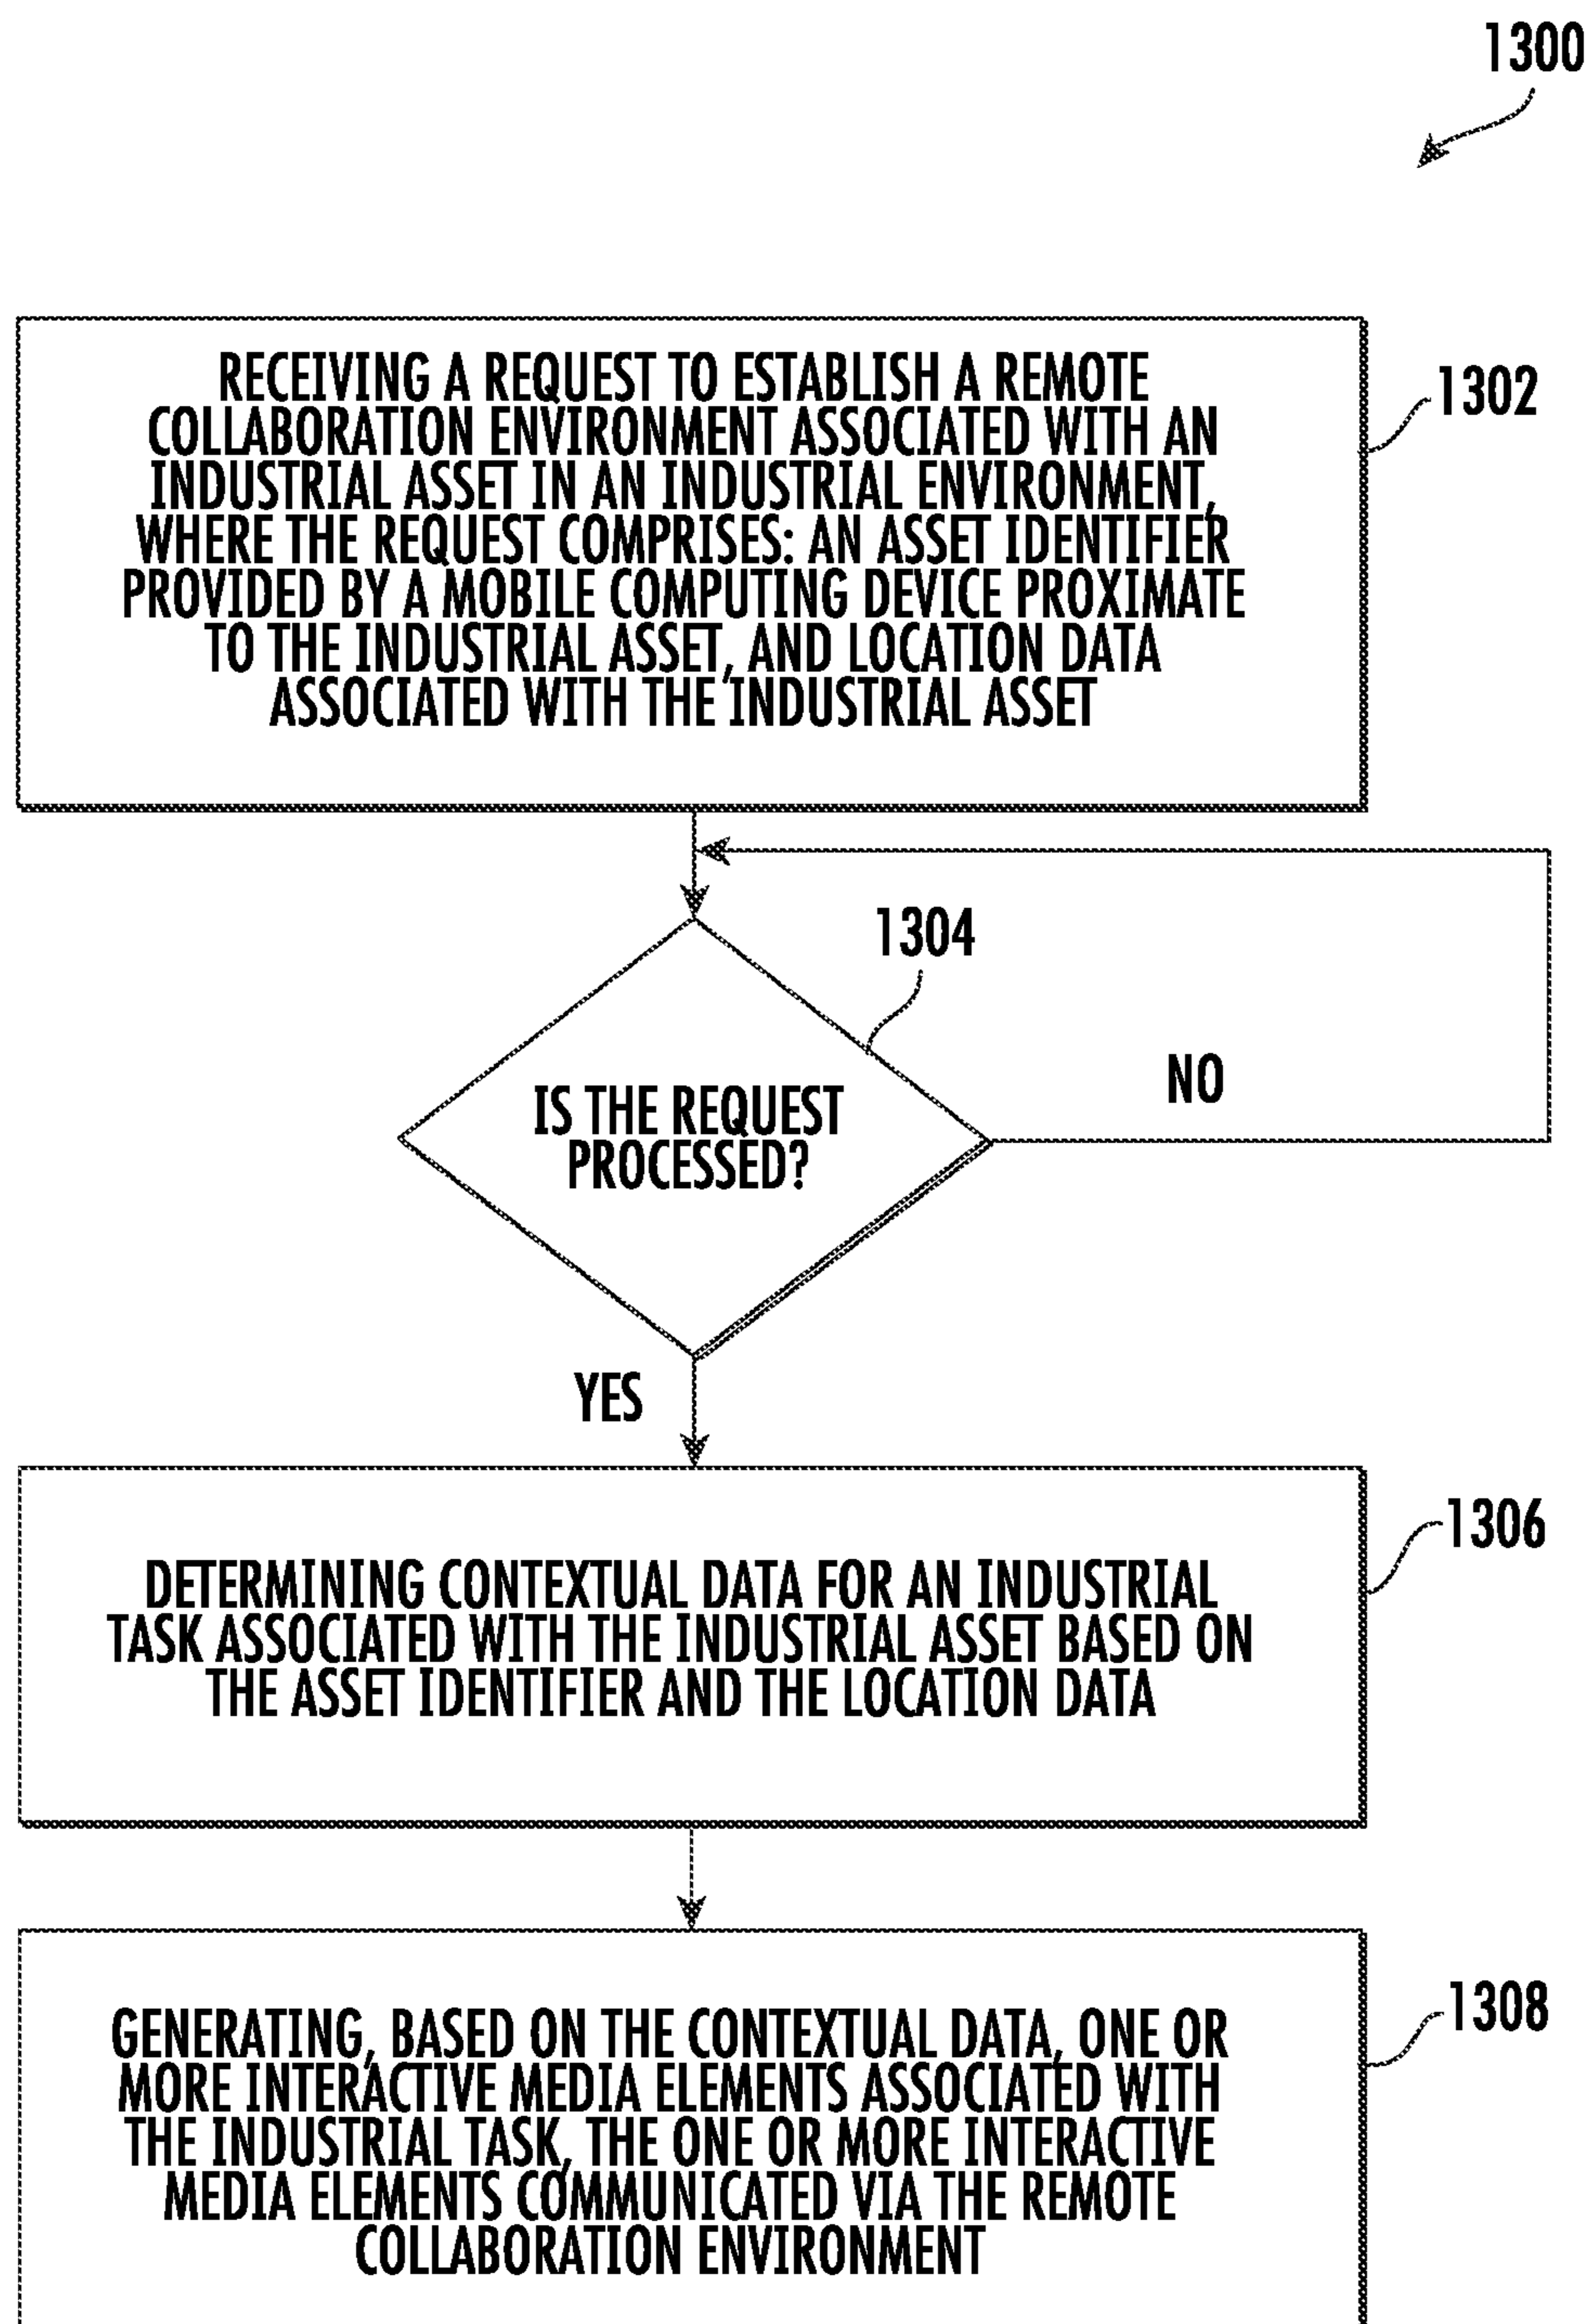 1300
RECEIVING A REQUEST TO ESTABLISH A REMOTE
COLLABORATION ENVIRONMENT ASSOCIATED WITH AN
INDUSTRIAL ASSET IN AN INDUSTRIAL ENVIRONMENT,
WHERE THE REQUEST COMPRISES: AN ASSET IDENTIFIER
PROVIDED BY A MOBILE COMPUTING DEVICE PROXIMATE
TO THE INDUSTRIAL ASSET, AND LOCATION DATA
ASSOCIATED WITH THE INDUSTRIAL ASSET
1302
1304
IS THE REQUEST
PROCESSED?
NO
YES
DETERMINING CONTEXTUAL DATA FOR AN INDUSTRIAL
TASK ASSOCIATED WITH THE INDUSTRIAL ASSET BASED ON
THE ASSET IDENTIFIER AND THE LOCATION DATA
1306
GENERATING, BASED ON THE CONTEXTUAL DATA, ONE OR
MORE INTERACTIVE MEDIA ELEMENTS ASSOCIATED WITH
THE INDUSTRIAL TASK, THE ONE OR MORE INTERACTIVE
MEDIA ELEMENTS COMMUNICATED VIA THE REMOTE
COLLABORATION ENVIRONMENT
1308